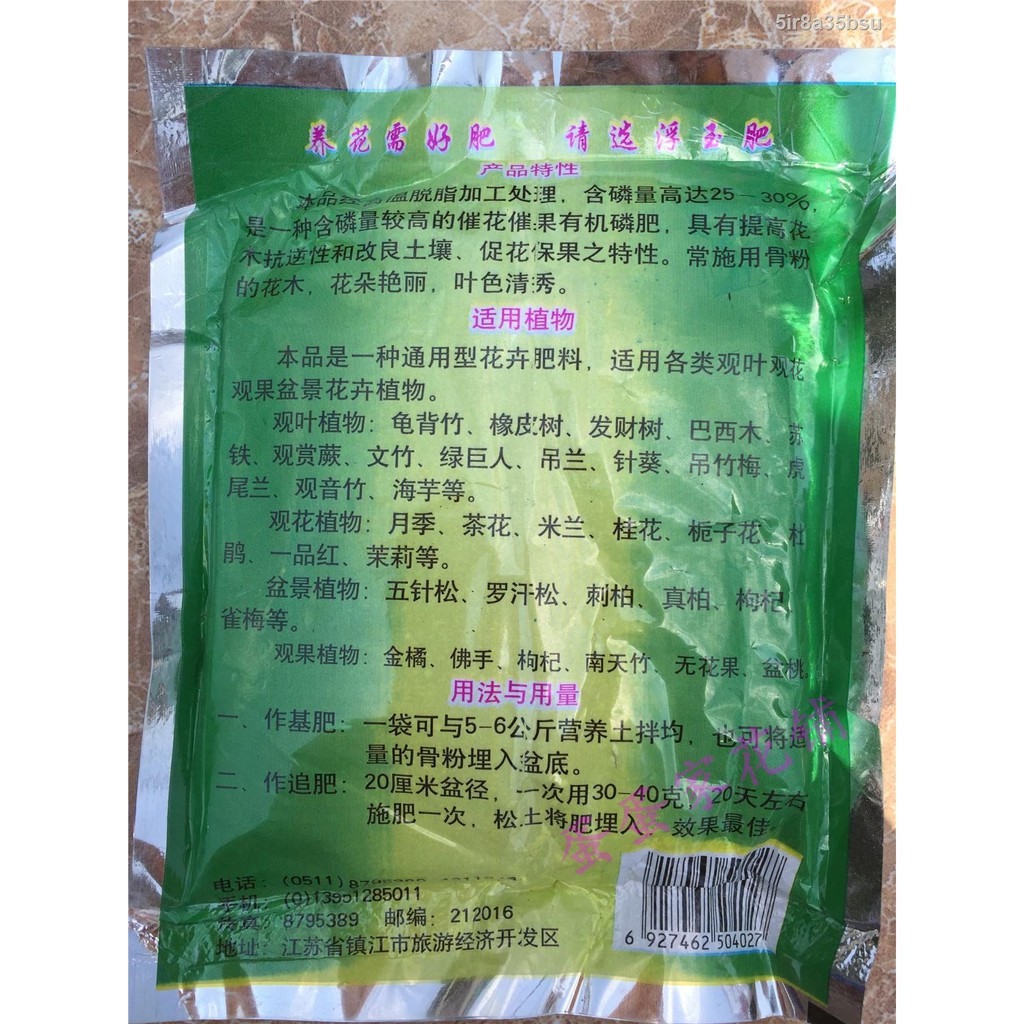 5ir8a35bsu
养花需好肥 请选浮玉肥
产品特性
本品经高温脱脂加工处理，含磷量高达25－30%，
是一种含磷量较高的催花催果有机磷肥，具有提高花
木抗逆性和改良土壤、促花保果之特性。常施用骨粉
的花木，花朵艳丽，叶色清秀。
适用植物
本品是一种通用型花卉肥料，适用各类观叶观花
观果盆景花卉植物。
观叶植物：龟背竹、橡皮树、发财树、巴西木、苏
铁、观赏蕨、文竹、绿巨人、吊兰、针葵、吊竹梅、虎
尾兰、观音竹、海芋等。
观花植物：月季、茶花、米兰、桂花、栀子花、杜
鹃、一品红、茉莉等。
盆景植物：五针松、罗汗松、刺柏、真柏、枸杞、
雀梅等。
观果植物：金橘、佛手、枸杞、南天竹、无花果、盆桃。
用法与用量
一、作基肥：一袋可与5-6公斤营养土拌均，也可将适
量的骨粉埋入盆底。
二、作追肥：20厘米盆径，一次用30-40克，20天左右
施肥一次，松土将肥埋入，效果最佳
蛋蛋家花铺
电话：(0511)
手机：(0)13951285011
传真：8795389 邮编：212016
地址：江苏省镇江市旅游经济开发区
6 927462 504027